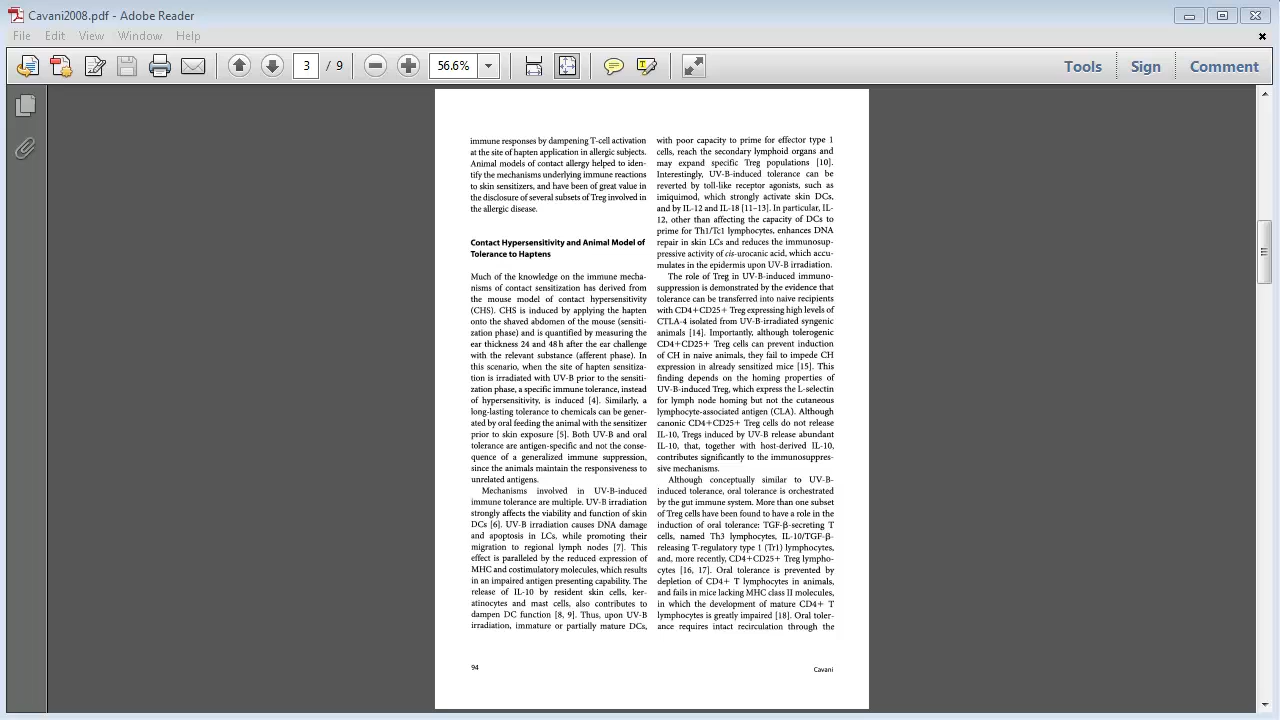 Cavani2008.pdf - Adobe Reader
File Edit View Window Help
3 / 9 56.6% Tools Sign Comment
immune responses by dampening T-cell activation
at the site of hapten application in allergic subjects.
Animal models of contact allergy helped to iden-
tify the mechanisms underlying immune reactions
to skin sensitizers, and have been of great value in
the disclosure of several subsets of Treg involved in
the allergic disease.
Contact Hypersensitivity and Animal Model of
Tolerance to Haptens
Much of the knowledge on the immune mecha-
nisms of contact sensitization has derived from
the mouse model of contact hypersensitivity
(CHS). CHS is induced by applying the hapten
onto the shaved abdomen of the mouse (sensiti-
zation phase) and is quantified by measuring the
ear thickness 24 and 48 h after the ear challenge
with the relevant substance (afferent phase). In
this scenario, when the site of hapten sensitiza-
tion is irradiated with UV-B prior to the sensiti-
zation phase, a specific immune tolerance, instead
of hypersensitivity, is induced [4]. Similarly, a
long-lasting tolerance to chemicals can be gener-
ated by oral feeding the animal with the sensitizer
prior to skin exposure [5]. Both UV-B and oral
tolerance are antigen-specific and not the conse-
quence of a generalized immune suppression,
since the animals maintain the responsiveness to
unrelated antigens.
Mechanisms involved in UV-B-induced
immune tolerance are multiple. UV-B irradiation
strongly affects the viability and function of skin
DCs [6]. UV-B irradiation causes DNA damage
and apoptosis in LCs, while promoting their
migration to regional lymph nodes [7]. This
effect is paralleled by the reduced expression of
MHC and costimulatory molecules, which results
in an impaired antigen presenting capability. The
release of IL-10 by resident skin cells, ker-
atinocytes and mast cells, also contributes to
dampen DC function [8, 9]. Thus, upon UV-B
irradiation, immature or partially mature DCs,
with poor capacity to prime for effector type 1
cells, reach the secondary lymphoid organs and
may expand specific Treg populations [10].
Interestingly, UV-B-induced tolerance can be
reverted by toll-like receptor agonists, such as
imiquimod, which strongly activate skin DCs,
and by IL-12 and IL-18 [11–13]. In particular, IL-
12, other than affecting the capacity of DCs to
prime for Th1/Tc1 lymphocytes, enhances DNA
repair in skin LCs and reduces the immunosup-
pressive activity of cis-urocanic acid, which accu-
mulates in the epidermis upon UV-B irradiation.
The role of Treg in UV-B-induced immuno-
suppression is demonstrated by the evidence that
tolerance can be transferred into naive recipients
with CD4+CD25+ Treg expressing high levels of
CTLA-4 isolated from UV-B-irradiated syngenic
animals [14]. Importantly, although tolerogenic
CD4+CD25+ Treg cells can prevent induction
of CH in naive animals, they fail to impede CH
expression in already sensitized mice [15]. This
finding depends on the homing properties of
UV-B-induced Treg, which express the L-selectin
for lymph node homing but not the cutaneous
lymphocyte-associated antigen (CLA). Although
canonic CD4+CD25+ Treg cells do not release
IL-10, Tregs induced by UV-B release abundant
IL-10, that, together with host-derived IL-10,
contributes significantly to the immunosuppres-
sive mechanisms.
Although conceptually similar to UV-B-
induced tolerance, oral tolerance is orchestrated
by the gut immune system. More than one subset
of Treg cells have been found to have a role in the
induction of oral tolerance: TGF-β-secreting T
cells, named Th3 lymphocytes, IL-10/TGF-β-
releasing T-regulatory type 1 (Tr1) lymphocytes,
and, more recently, CD4+CD25+ Treg lympho-
cytes [16, 17]. Oral tolerance is prevented by
depletion of CD4+ T lymphocytes in animals,
and fails in mice lacking MHC class II molecules,
in which the development of mature CD4+ T
lymphocytes is greatly impaired [18]. Oral toler-
ance requires intact recirculation through the
94
Cavani